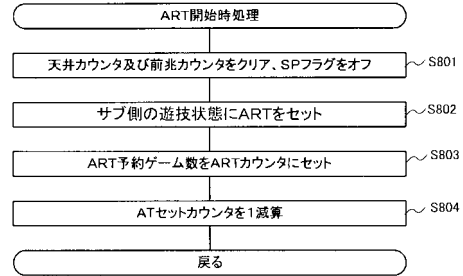 ART開始時処理
天井カウンタ及び前兆カウンタをクリア、SPフラグをオフ
S801
サブ側の遊技状態にARTをセット
S802
ART予約ゲーム数をARTカウンタにセット
S803
ATセットカウンタを1減算
S804
戻る